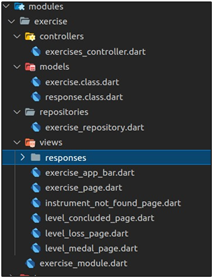 modules
exercise
controllers
exercises_controller.dart
models
exercise.class.dart
response.class.dart
repositories
exercise_repository.dart
views
responses
exercise_app_bar.dart
exercise_page.dart
instrument_not_found_page.dart
level_concluded_page.dart
level_loss_page.dart
level_medal_page.dart
exercise_module.dart